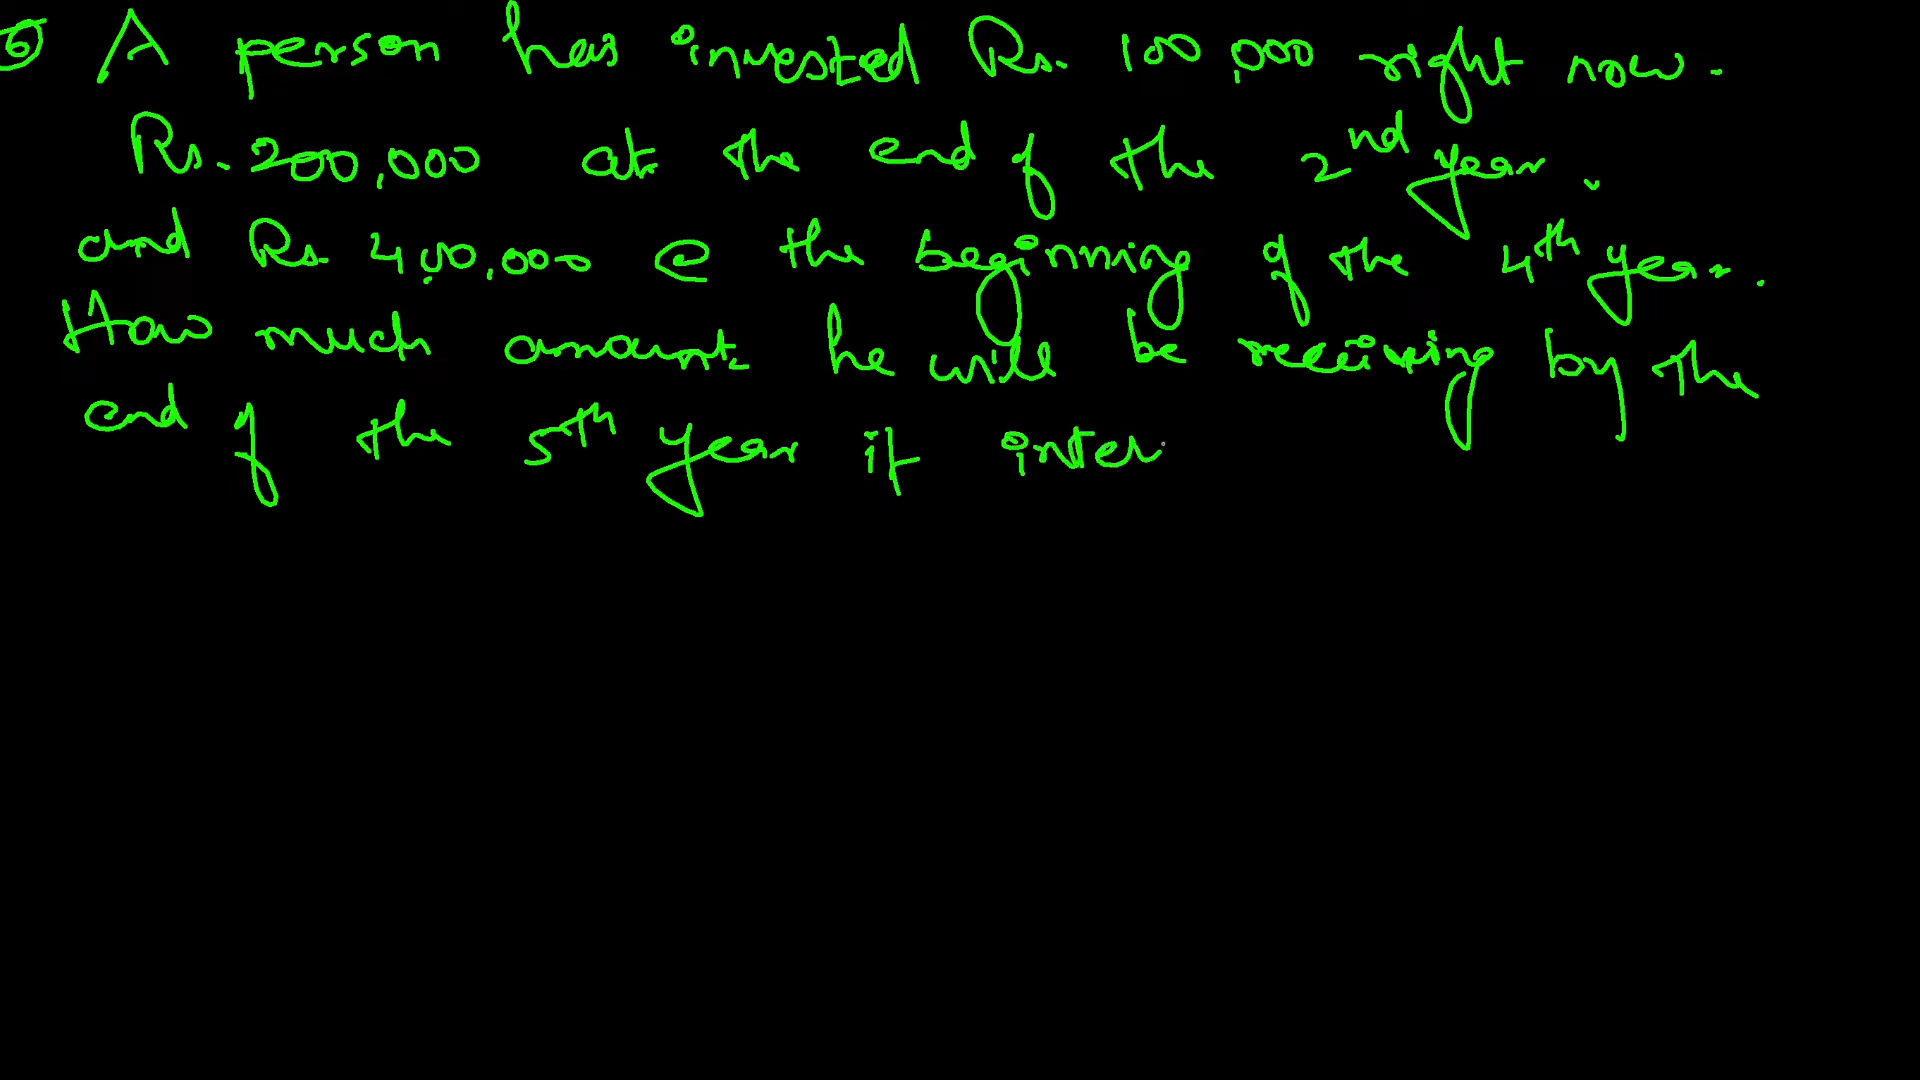 6 A person has invested Rs. 100,000 right now.
Rs. 200,000 at the end of the 2nd year.
and Rs. 400,000 @ the beginning of the 4th year.
How much amount he will be receiving by the
end of the 5th year if inter